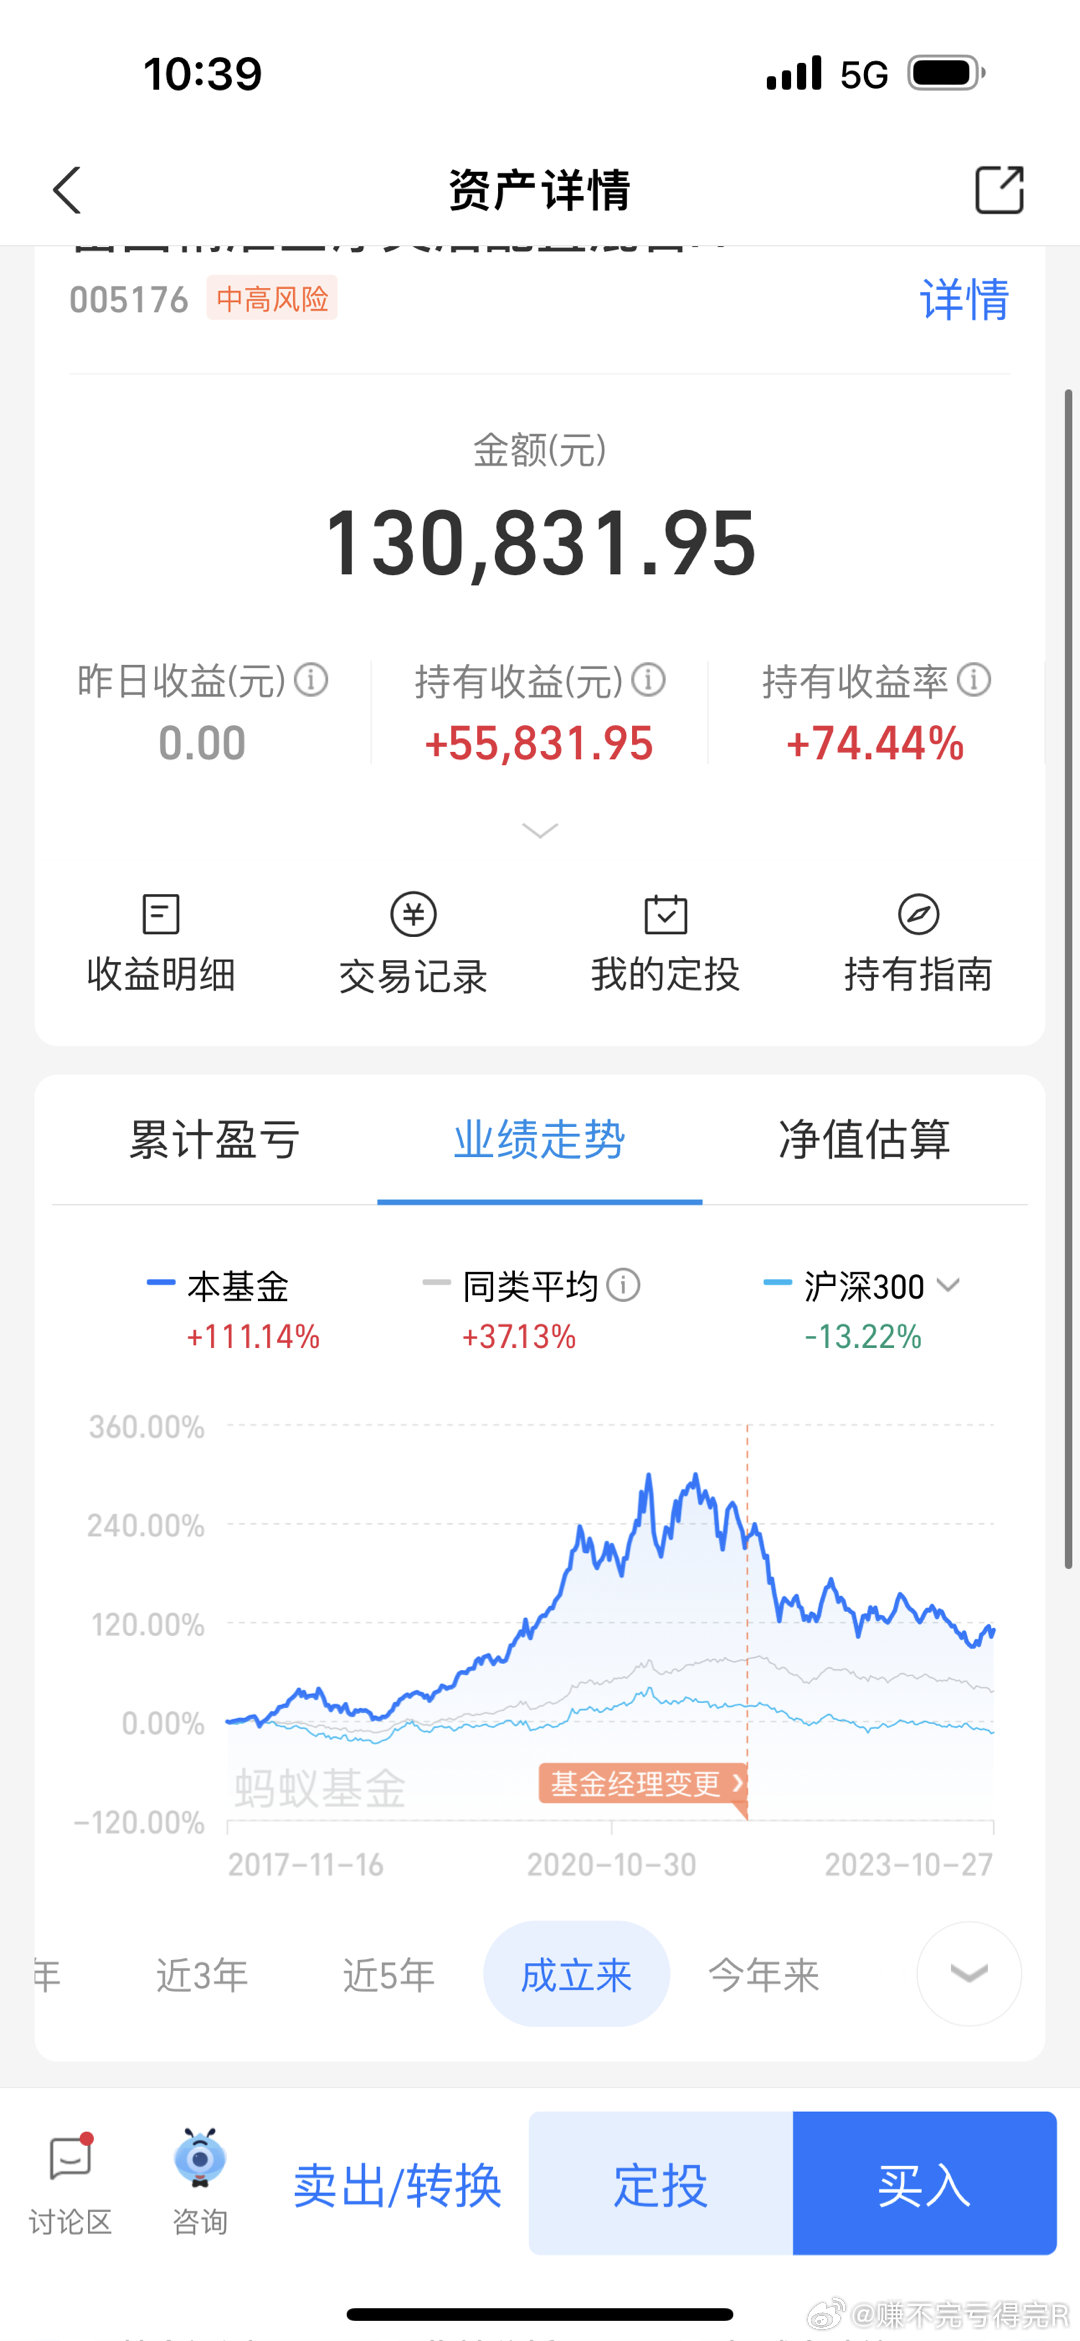 10:39
5G
资产详情
005176 中高风险
详情
金额(元)
130,831.95
昨日收益(元) 持有收益(元) 持有收益率
0.00 +55,831.95 +74.44%
收益明细 交易记录 我的定投 持有指南
累计盈亏 业绩走势 净值估算
本基金 同类平均 沪深300
+111.14% +37.13% -13.22%
360.00%
240.00%
120.00%
0.00%
-120.00%
蚂蚁基金
基金经理变更
2017-11-16 2020-10-30 2023-10-27
年 近3年 近5年 成立来 今年来
讨论区 咨询 卖出/转换 定投 买入
@赚不完亏得完R